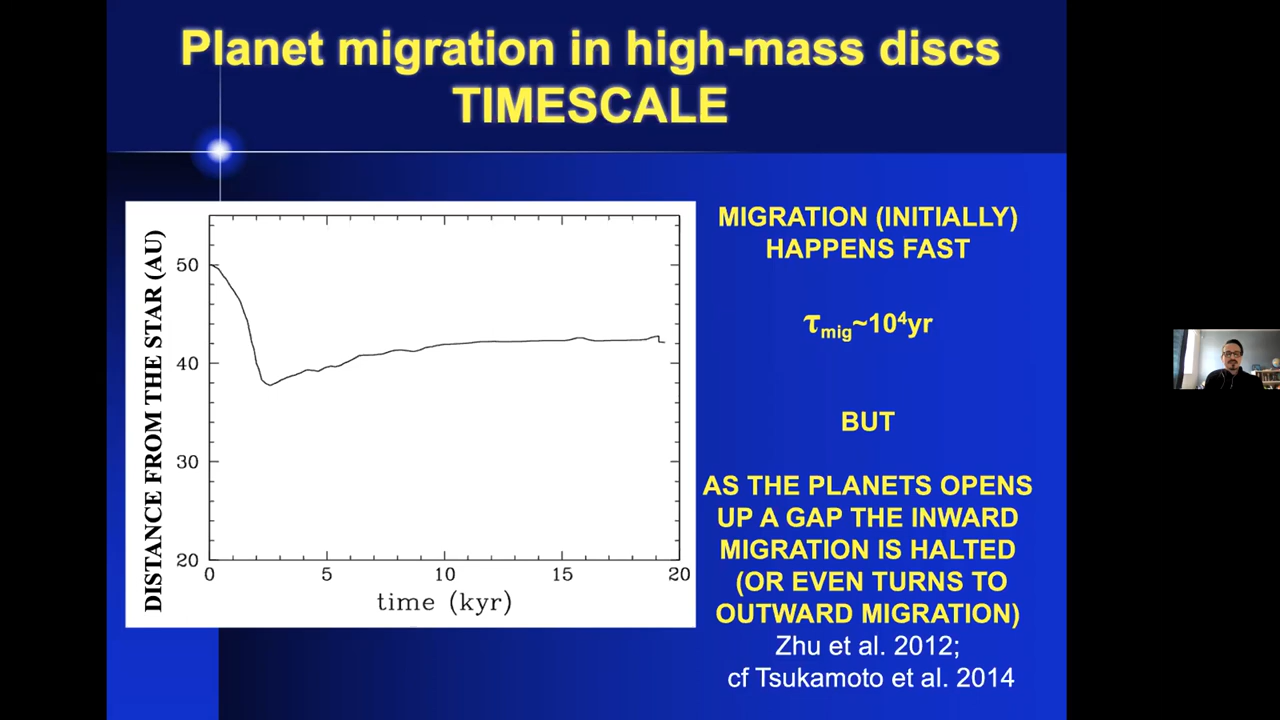 Planet migration in high-mass discs
TIMESCALE
DISTANCE FROM THE STAR (AU)
50
40
30
20
0
5
10
15
20
time (kyr)
MIGRATION (INITIALLY)
HAPPENS FAST
τmig~10⁴yr
BUT
AS THE PLANETS OPENS
UP A GAP THE INWARD
MIGRATION IS HALTED
(OR EVEN TURNS TO
OUTWARD MIGRATION)
Zhu et al. 2012;
cf Tsukamoto et al. 2014